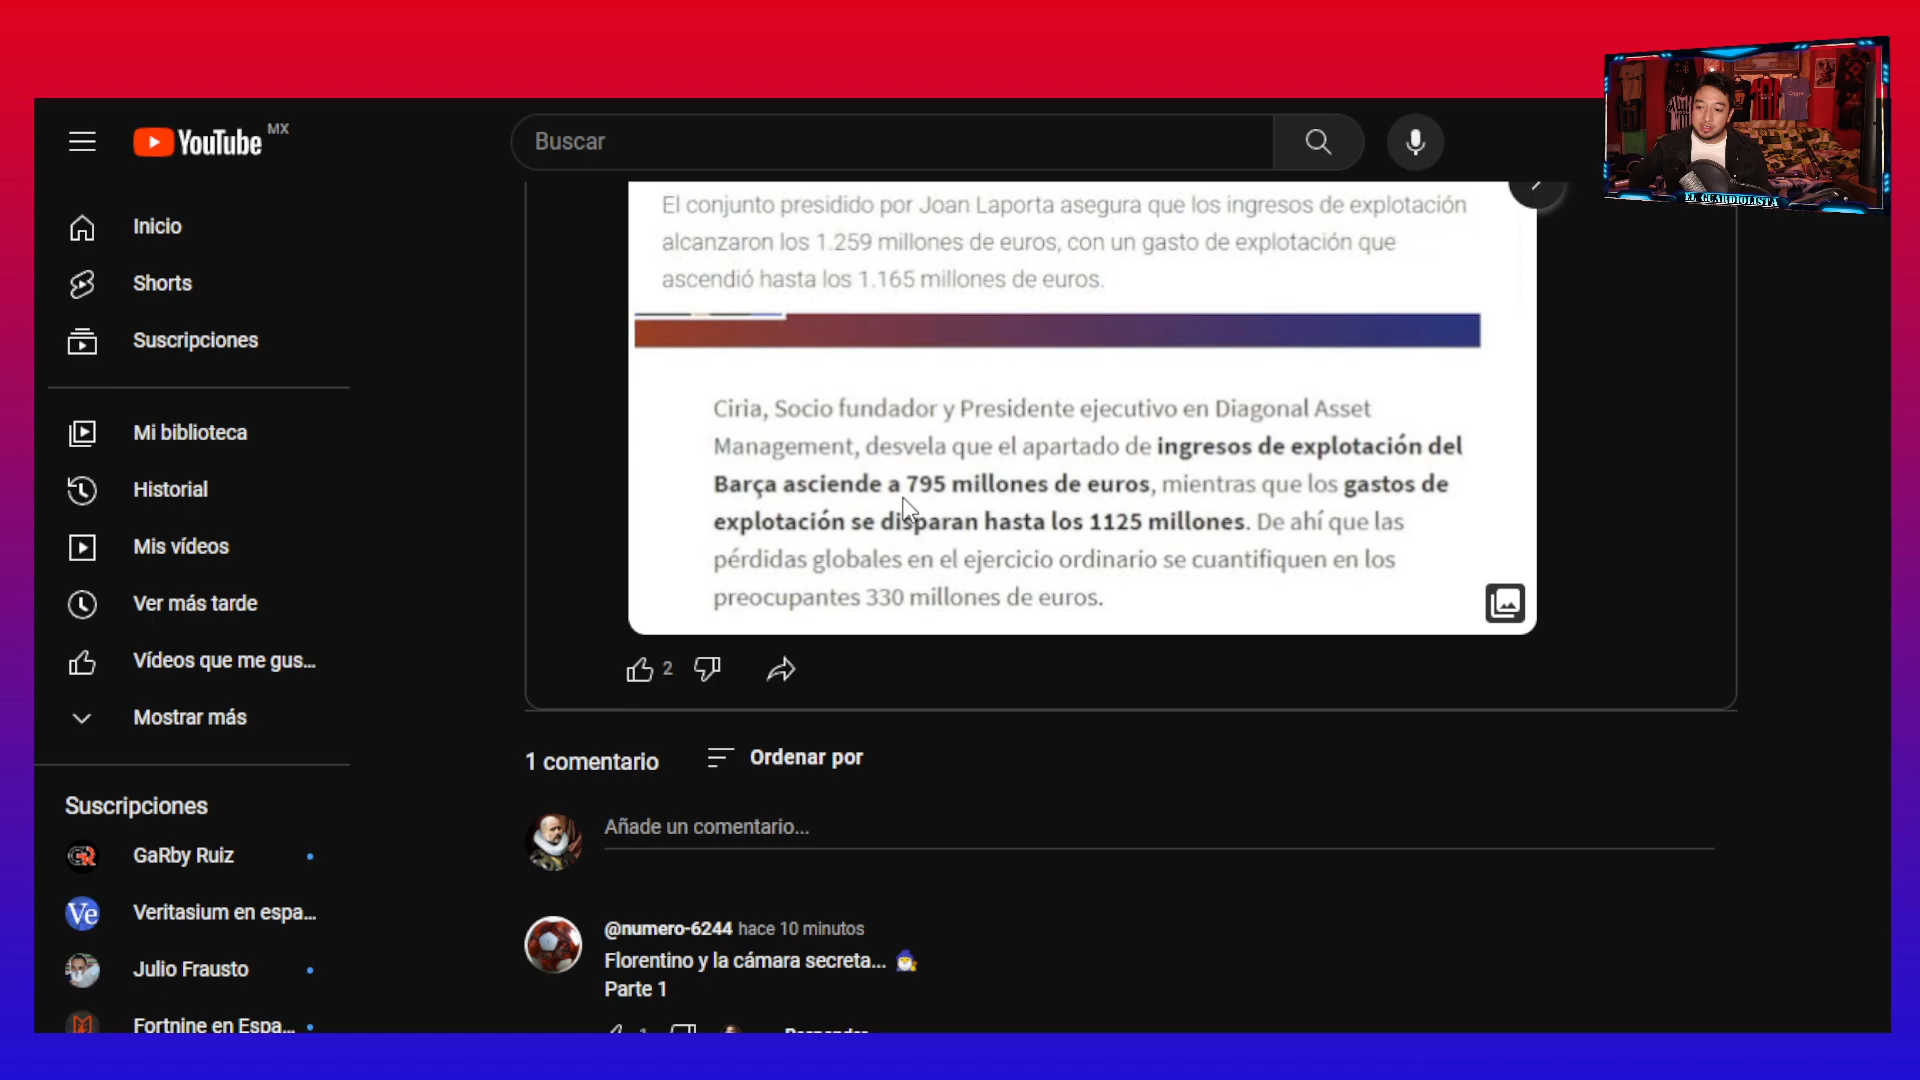 YouTube MX
Buscar
EL GUARDIOLISTA
Inicio
Shorts
Suscripciones
Mi biblioteca
Historial
Mis vídeos
Ver más tarde
Vídeos que me gus...
Mostrar más
Suscripciones
GaRby Ruiz
Ve
Veritasium en espa...
Julio Frausto
Fortnine en Espa...
El conjunto presidido por Joan Laporta asegura que los ingresos de explotación
alcanzaron los 1.259 millones de euros, con un gasto de explotación que
ascendió hasta los 1.165 millones de euros.
Ciria, Socio fundador y Presidente ejecutivo en Diagonal Asset
Management, desvela que el apartado de ingresos de explotación del
Barça asciende a 795 millones de euros, mientras que los gastos de
explotación se disparan hasta los 1125 millones. De ahí que las
pérdidas globales en el ejercicio ordinario se cuantifiquen en los
preocupantes 330 millones de euros.
2
1 comentario
Ordenar por
Añade un comentario...
@numero-6244 hace 10 minutos
Florentino y la cámara secreta...
Parte 1
1
Responder